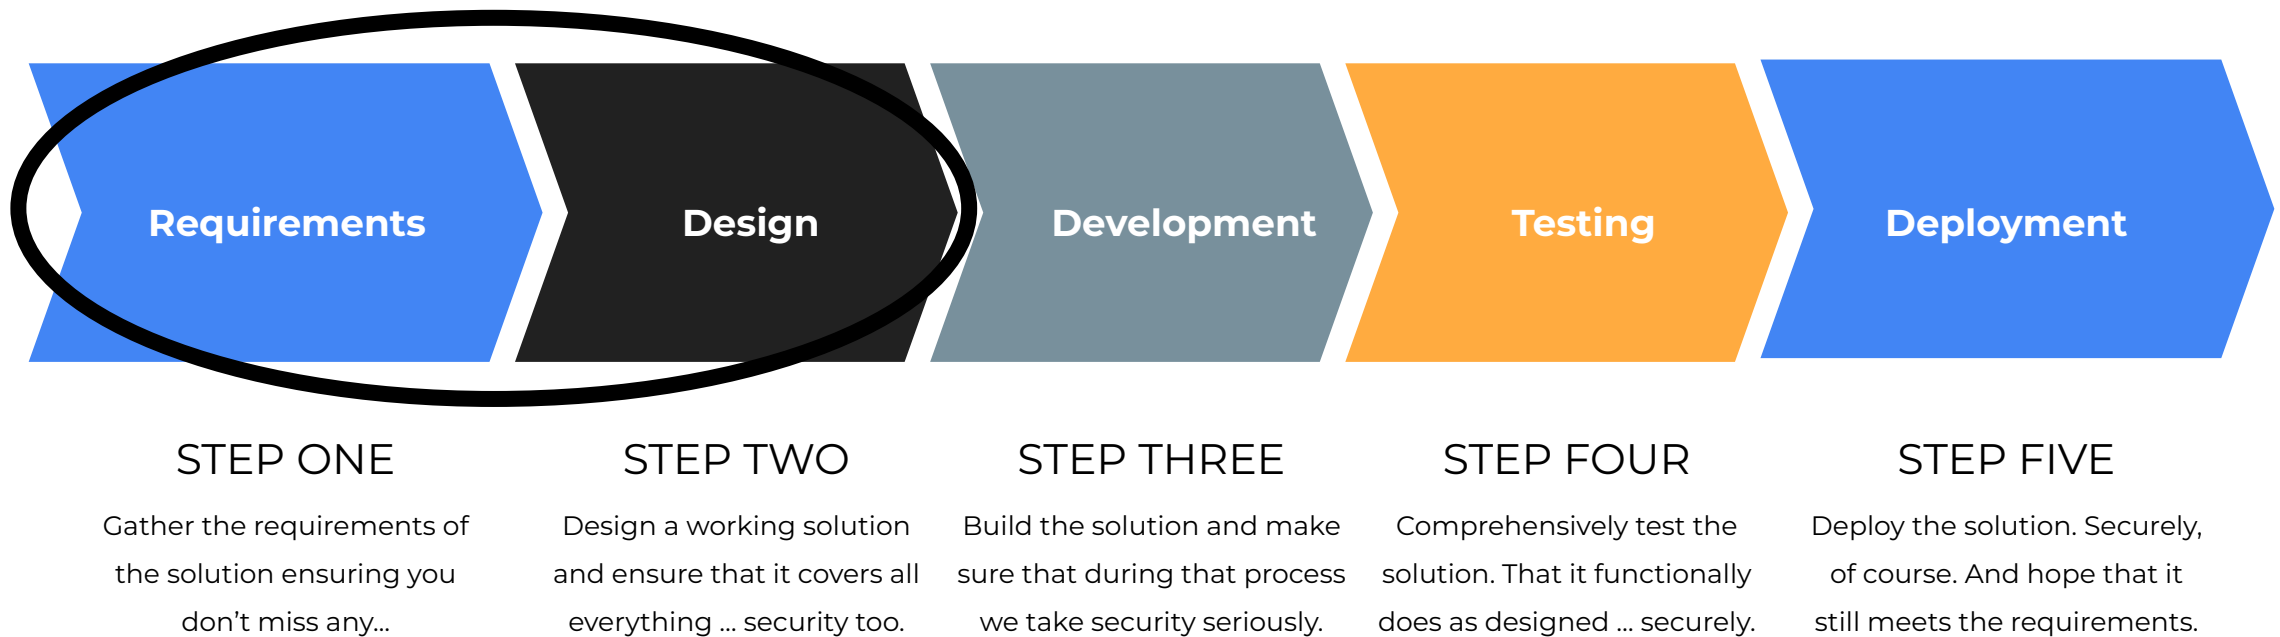 Requirements
Design
Development
Testing
Deployment
STEP ONE
Gather the requirements of
the solution ensuring you
don’t miss any...
STEP TWO
Design a working solution
and ensure that it covers all
everything ... security too.
STEP THREE
Build the solution and make
sure that during that process
we take security seriously.
STEP FOUR
Comprehensively test the
solution. That it functionally
does as designed ... securely.
STEP FIVE
Deploy the solution. Securely,
of course. And hope that it
still meets the requirements.